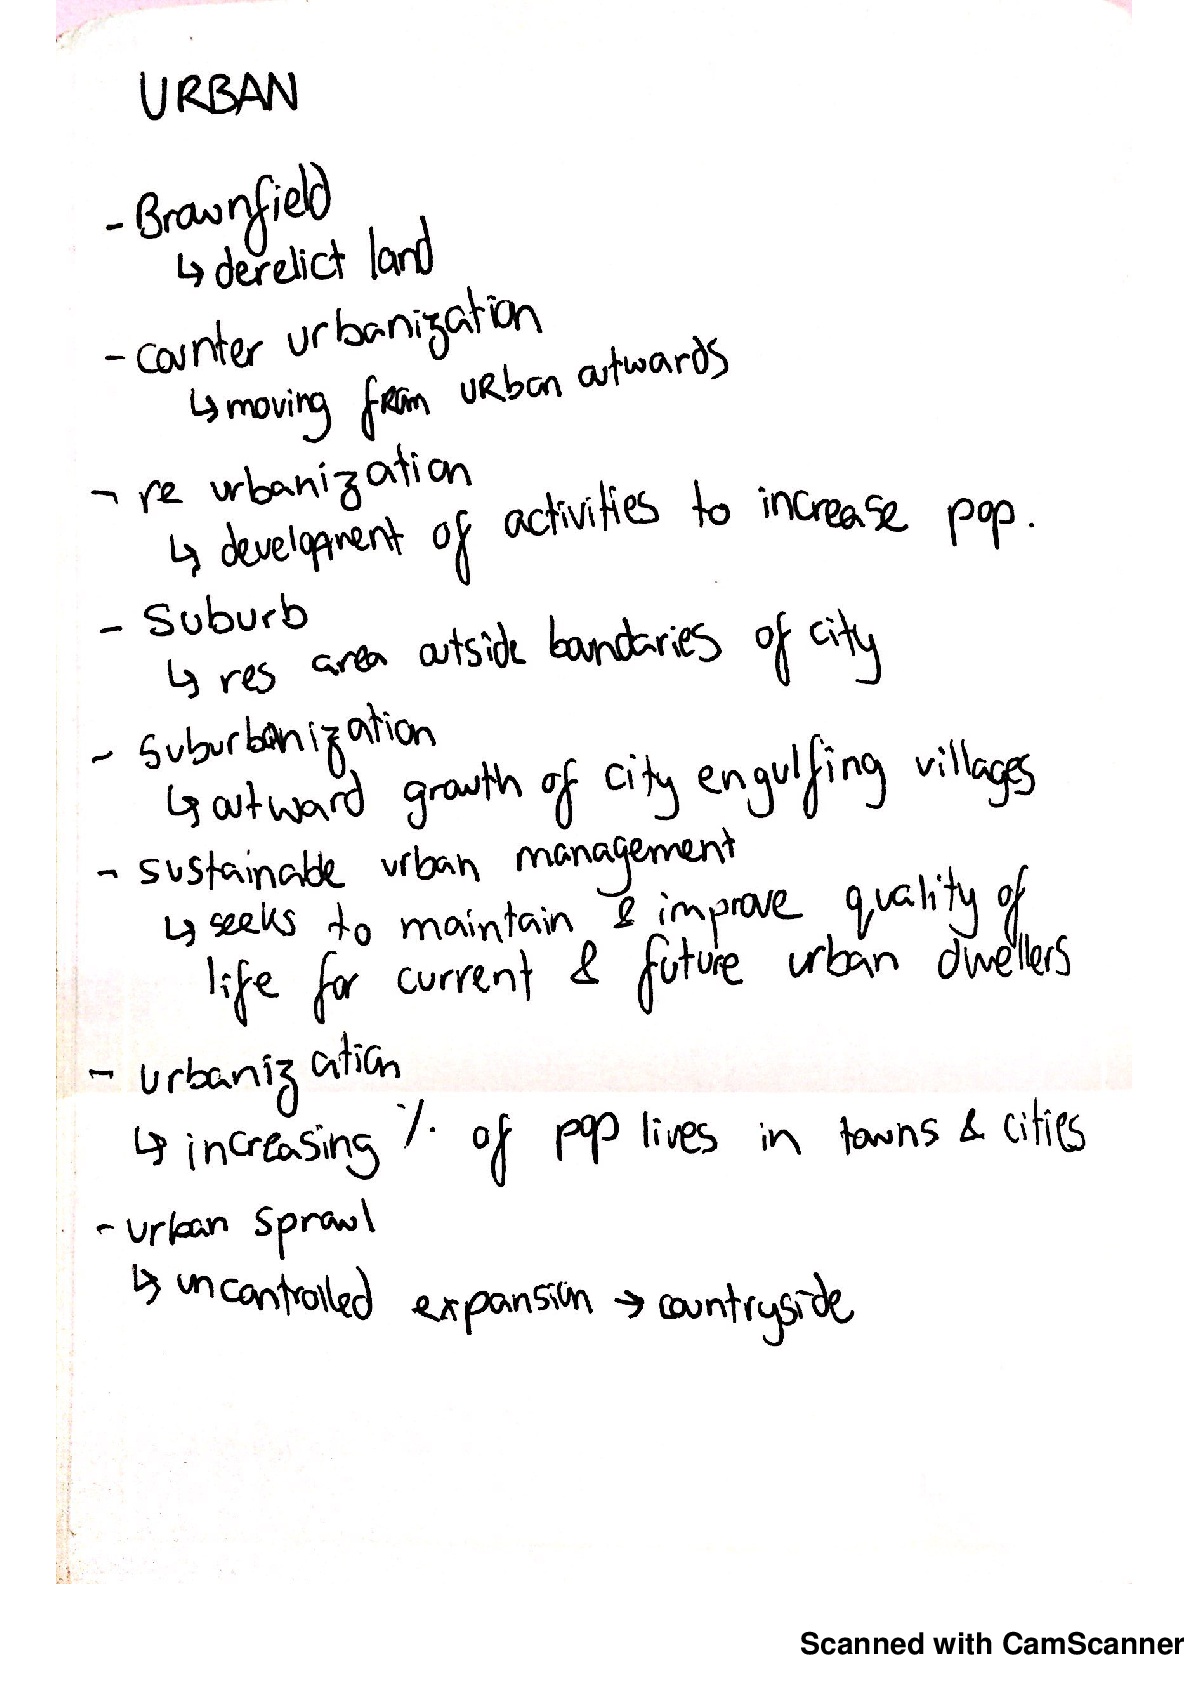 URBAN
- Brownfield
↳ derelict land
- counter urbanization
↳ moving from urban outwards
- re urbanization
↳ development of activities to increase pop.
- Suburb
↳ res area outside boundaries of city
- Suburbanization
↳ outward growth of city engulfing villages
- sustainable urban management
↳ seeks to maintain & improve quality of
life for current & future urban dwellers
- urbanization
↳ increasing % of pop lives in towns & cities
- urban sprawl
↳ uncontrolled expansion → countryside
Scanned with CamScanner